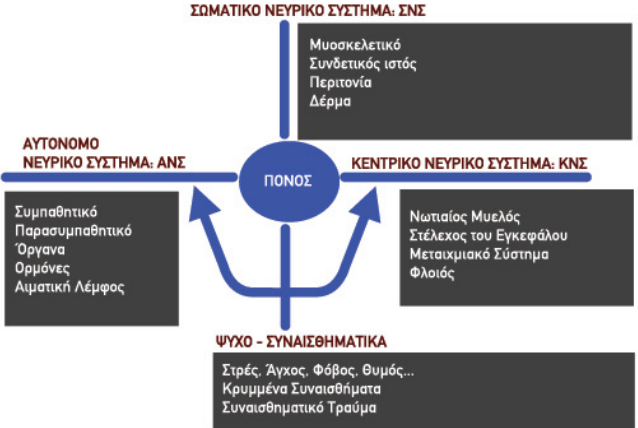 ΣΩΜΑΤΙΚΟ ΝΕΥΡΙΚΟ ΣΥΣΤΗΜΑ: ΣΝΣ
Μυοσκελετικό
Συνδετικός ιστός
Περιτονία
Δέρμα
ΑΥΤΟΝΟΜΟ
ΝΕΥΡΙΚΟ ΣΥΣΤΗΜΑ: ΑΝΣ
ΠΟΝΟΣ
ΚΕΝΤΡΙΚΟ ΝΕΥΡΙΚΟ ΣΥΣΤΗΜΑ: ΚΝΣ
Συμπαθητικό
Παρασυμπαθητικό
Όργανα
Ορμόνες
Αιματική Λέμφος
Νωτιαίος Μυελός
Στέλεχος του Εγκεφάλου
Μεταιχμιακό Σύστημα
Φλοιός
ΨΥΧΟ - ΣΥΝΑΙΣΘΗΜΑΤΙΚΑ
Στρές, Άγχος, Φόβος, Θυμός...
Κρυμμένα Συναισθήματα
Συναισθηματικό Τραύμα